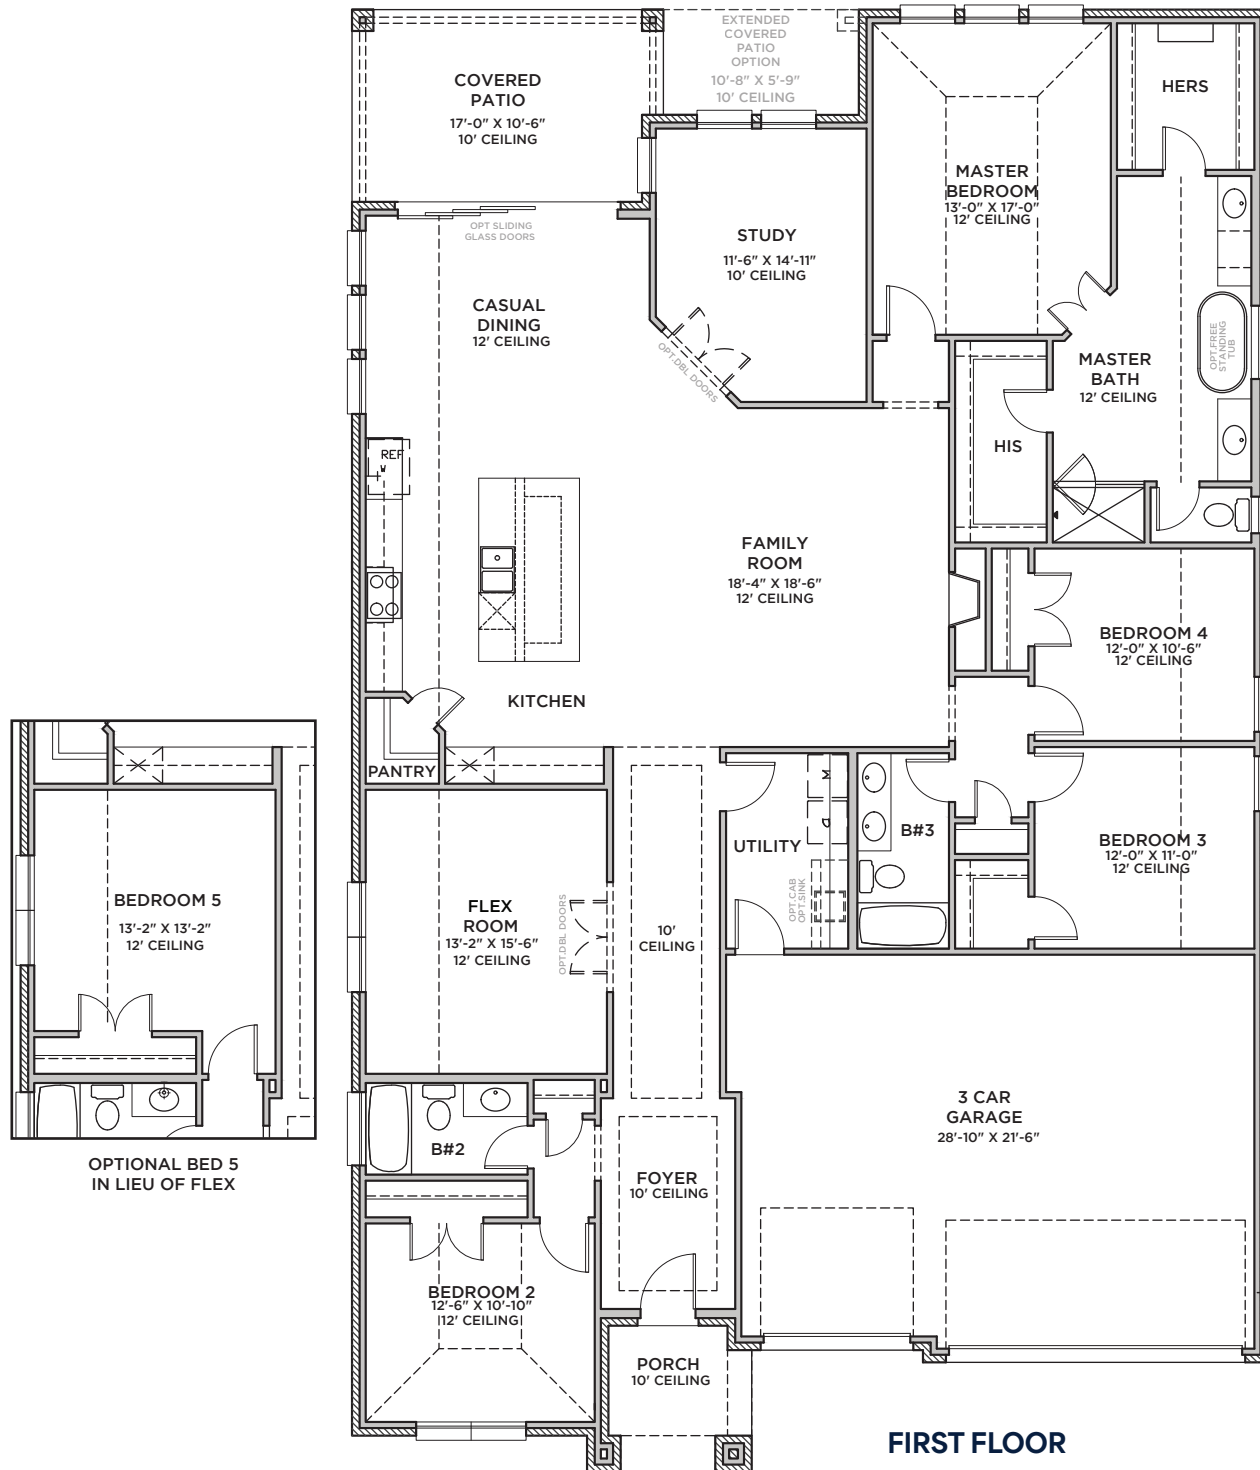 EXTENDED
COVERED
PATIO
OPTION
10'-8" X 5'-9"
10' CEILING
COVERED
PATIO
17'-0" X 10'-6"
10' CEILING
HERS
MASTER
BEDROOM
13'-0" X 17'-0"
12' CEILING
OPT SLIDING
GLASS DOORS
STUDY
11'-6" X 14'-11"
10' CEILING
CASUAL
DINING
12' CEILING
OPT.DBL DOORS
MASTER
BATH
12' CEILING
OPT.FREE
STANDING
TUB
REF
W
HIS
FAMILY
ROOM
18'-4" X 18'-6"
12' CEILING
BEDROOM 4
12'-0" X 10'-6"
12' CEILING
KITCHEN
PANTRY
UTILITY
W
D
OPT.CAB
OPT.SINK
B#3
BEDROOM 3
12'-0" X 11'-0"
12' CEILING
BEDROOM 5
13'-2" X 13'-2"
12' CEILING
FLEX
ROOM
13'-2" X 15'-6"
12' CEILING
OPT.DBL DOORS
10'
CEILING
3 CAR
GARAGE
28'-10" X 21'-6"
B#2
OPTIONAL BED 5
IN LIEU OF FLEX
FOYER
10' CEILING
BEDROOM 2
12'-6" X 10'-10"
12' CEILING
PORCH
10' CEILING
FIRST FLOOR